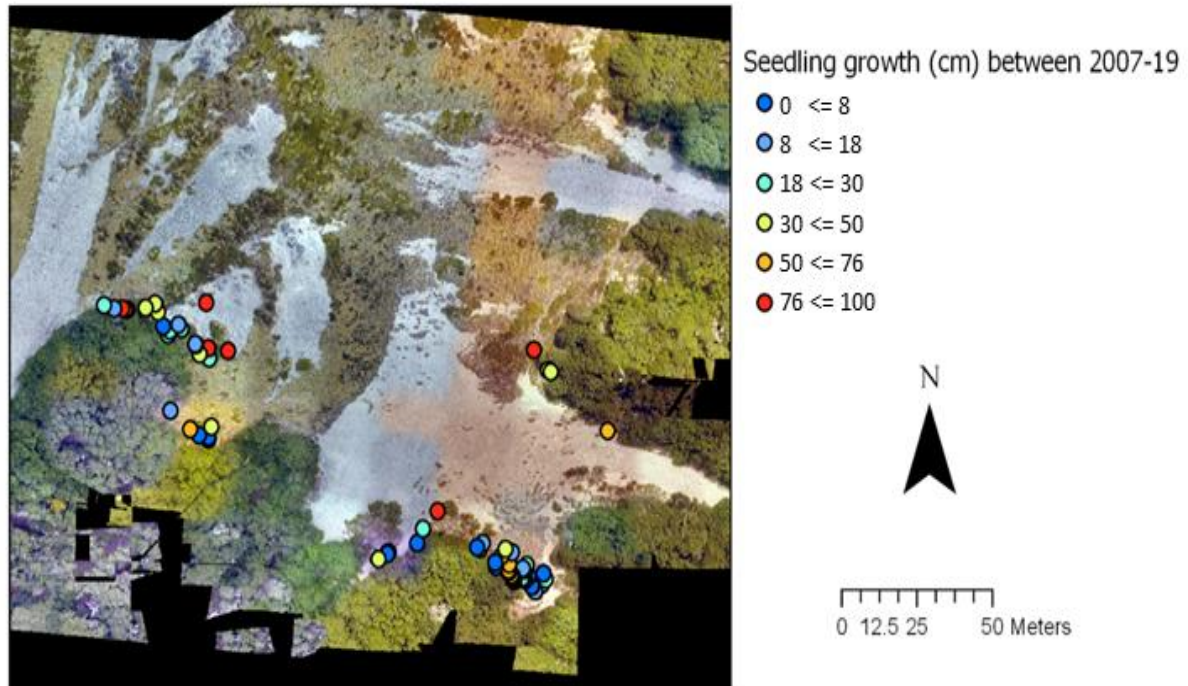 Seedling growth (cm) between 2007-19
0 <= 8
8 <= 18
18 <= 30
30 <= 50
50 <= 76
76 <= 100
N
0 12.5 25 50 Meters